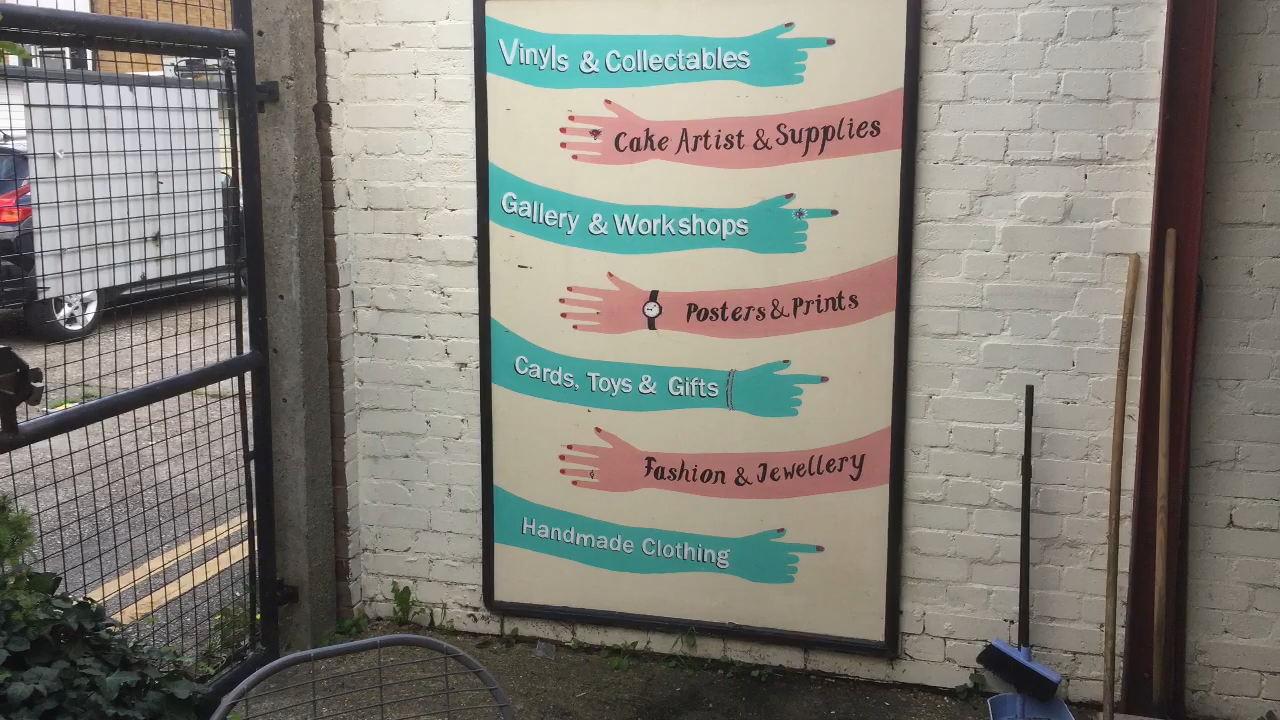 Vinyls & Collectables
Cake Artist & Supplies
Gallery & Workshops
Posters & Prints
Cards, Toys & Gifts
Fashion & Jewellery
Handmade Clothing